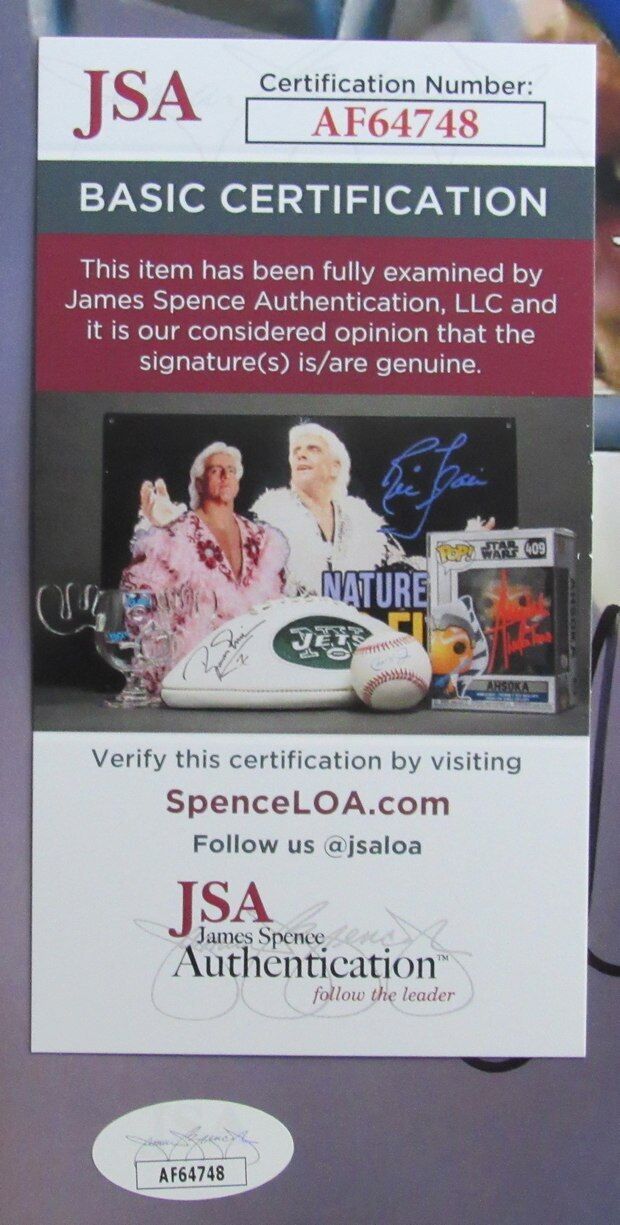 JSA
Certification Number:
AF64748
BASIC CERTIFICATION
This item has been fully examined by
James Spence Authentication, LLC and
it is our considered opinion that the
signature(s) is/are genuine.
NATURE
JETS
POP!
STAR
WARS
409
AHSOKA
Verify this certification by visiting
SpenceLOA.com
Follow us @jsaloa
JSA
James Spence
Authentication™
follow the leader
AF64748